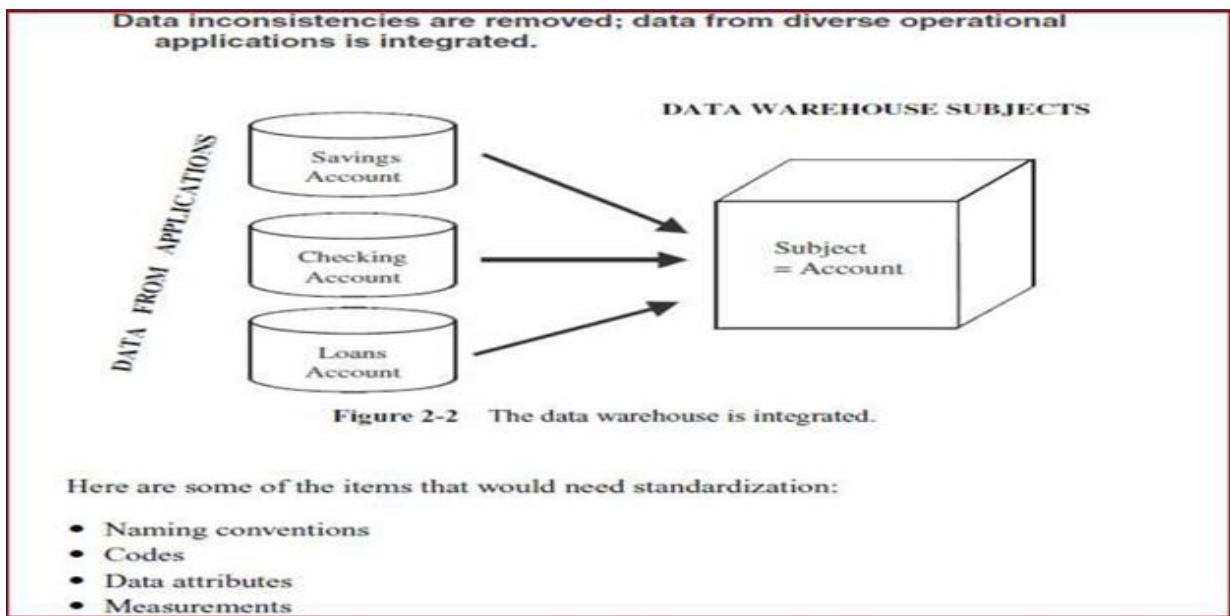 Data inconsistencies are removed; data from diverse operational
applications is integrated.
DATA WAREHOUSE SUBJECTS
DATA FROM APPLICATIONS
Savings
Account
Checking
Account
Loans
Account
Subject
= Account
Figure 2-2 The data warehouse is integrated.
Here are some of the items that would need standardization:
• Naming conventions
• Codes
• Data attributes
• Measurements